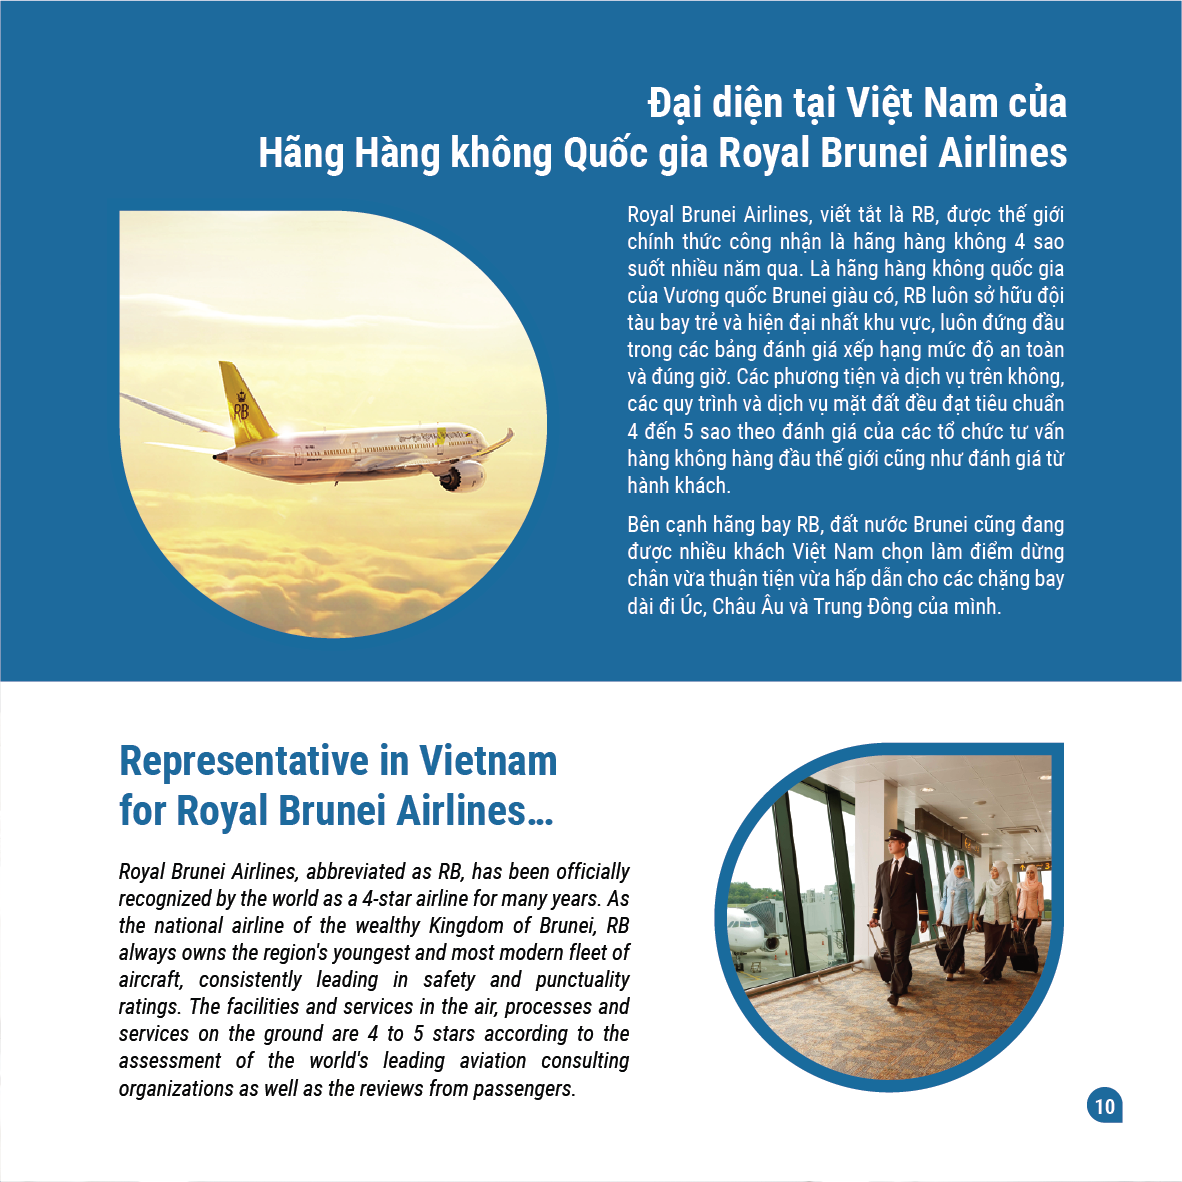 Đại diện tại Việt Nam của
Hãng Hàng không Quốc gia Royal Brunei Airlines
Royal Brunei Airlines, viết tắt là RB, được thế giới
chính thức công nhận là hãng hàng không 4 sao
suốt nhiều năm qua. Là hãng hàng không quốc gia
của Vương quốc Brunei giàu có, RB luôn sở hữu đội
tàu bay trẻ và hiện đại nhất khu vực, luôn đứng đầu
trong các bảng đánh giá xếp hạng mức độ an toàn
và đúng giờ. Các phương tiện và dịch vụ trên không,
các quy trình và dịch vụ mặt đất đều đạt tiêu chuẩn
4 đến 5 sao theo đánh giá của các tổ chức tư vấn
hàng không hàng đầu thế giới cũng như đánh giá từ
hành khách.
Bên cạnh hãng bay RB, đất nước Brunei cũng đang
được nhiều khách Việt Nam chọn làm điểm dừng
chân vừa thuận tiện vừa hấp dẫn cho các chặng bay
dài đi Úc, Châu Âu và Trung Đông của mình.
RB
ROYAL BRUNEI
Representative in Vietnam
for Royal Brunei Airlines...
Royal Brunei Airlines, abbreviated as RB, has been officially
recognized by the world as a 4-star airline for many years. As
the national airline of the wealthy Kingdom of Brunei, RB
always owns the region's youngest and most modern fleet of
aircraft, consistently leading in safety and punctuality
ratings. The facilities and services in the air, processes and
services on the ground are 4 to 5 stars according to the
assessment of the world's leading aviation consulting
organizations as well as the reviews from passengers.
10